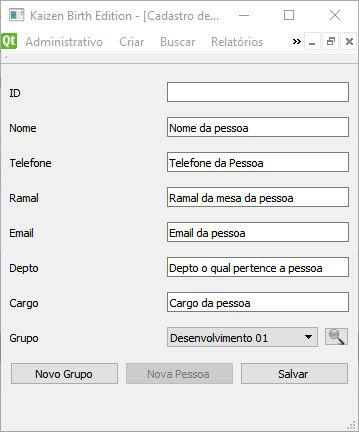 Kaizen Birth Edition - [Cadastro de...
Qt Administrativo Criar Buscar Relatórios »
ID
Nome Nome da pessoa
Telefone Telefone da Pessoa
Ramal Ramal da mesa da pessoa
Email Email da pessoa
Depto Depto o qual pertence a pessoa
Cargo Cargo da pessoa
Grupo Desenvolvimento 01
Novo Grupo Nova Pessoa Salvar